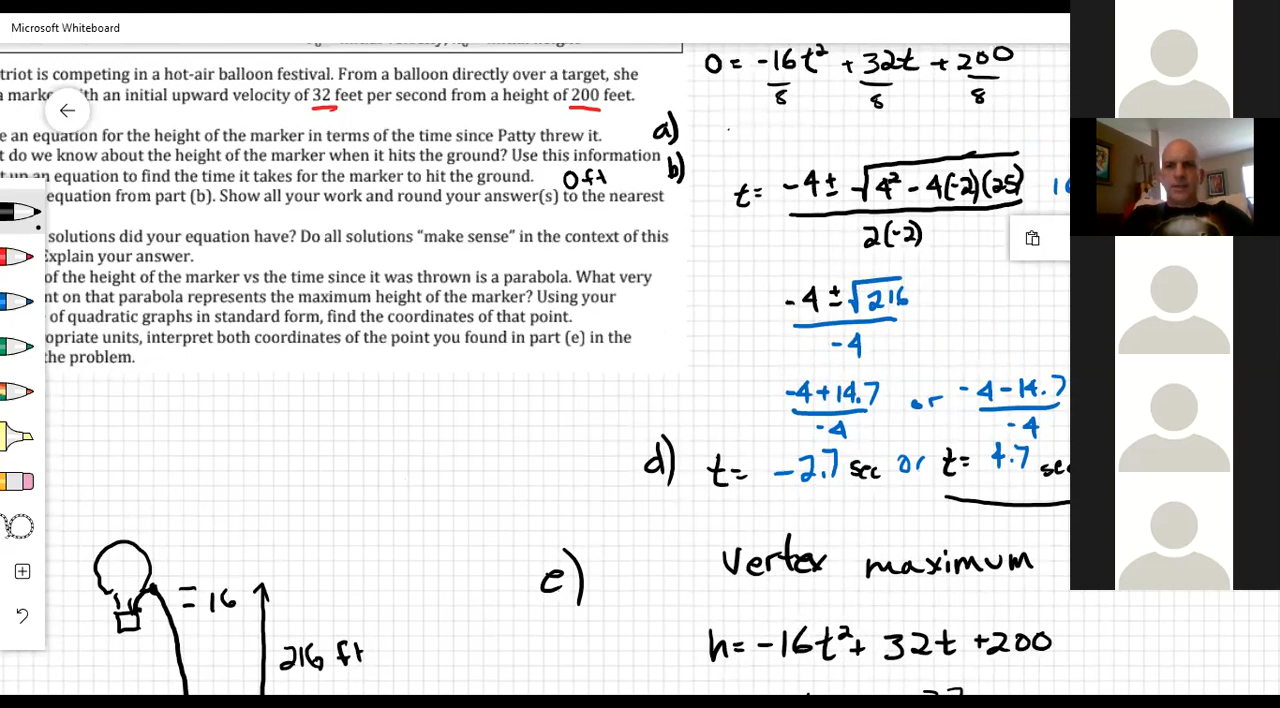 Microsoft Whiteboard
triot is competing in a hot-air balloon festival. From a balloon directly over a target, she
a marke th an initial upward velocity of 32 feet per second from a height of 200 feet.
e an equation for the height of the marker in terms of the time since Patty threw it.
t do we know about the height of the marker when it hits the ground? Use this information
t up an equation to find the time it takes for the marker to hit the ground. 0 ft
equation from part (b). Show all your work and round your answer(s) to the nearest
solutions did your equation have? Do all solutions “make sense” in the context of this
Explain your answer.
of the height of the marker vs the time since it was thrown is a parabola. What very
nt on that parabola represents the maximum height of the marker? Using your
of quadratic graphs in standard form, find the coordinates of that point.
opriate units, interpret both coordinates of the point you found in part (e) in the
the problem.
= 16
216 ft
0 = -16t² + 32t + 200
8 8 8
a)
b)
t = -4 ± √4² - 4(-2)(25)
2(-2)
-4 ± √216
-4
-4+14.7 or -4-14.7
-4 -4
d) t = -2.7 sec or t = 4.7 sec
e) Vertex maximum
h = -16t² + 32t + 200